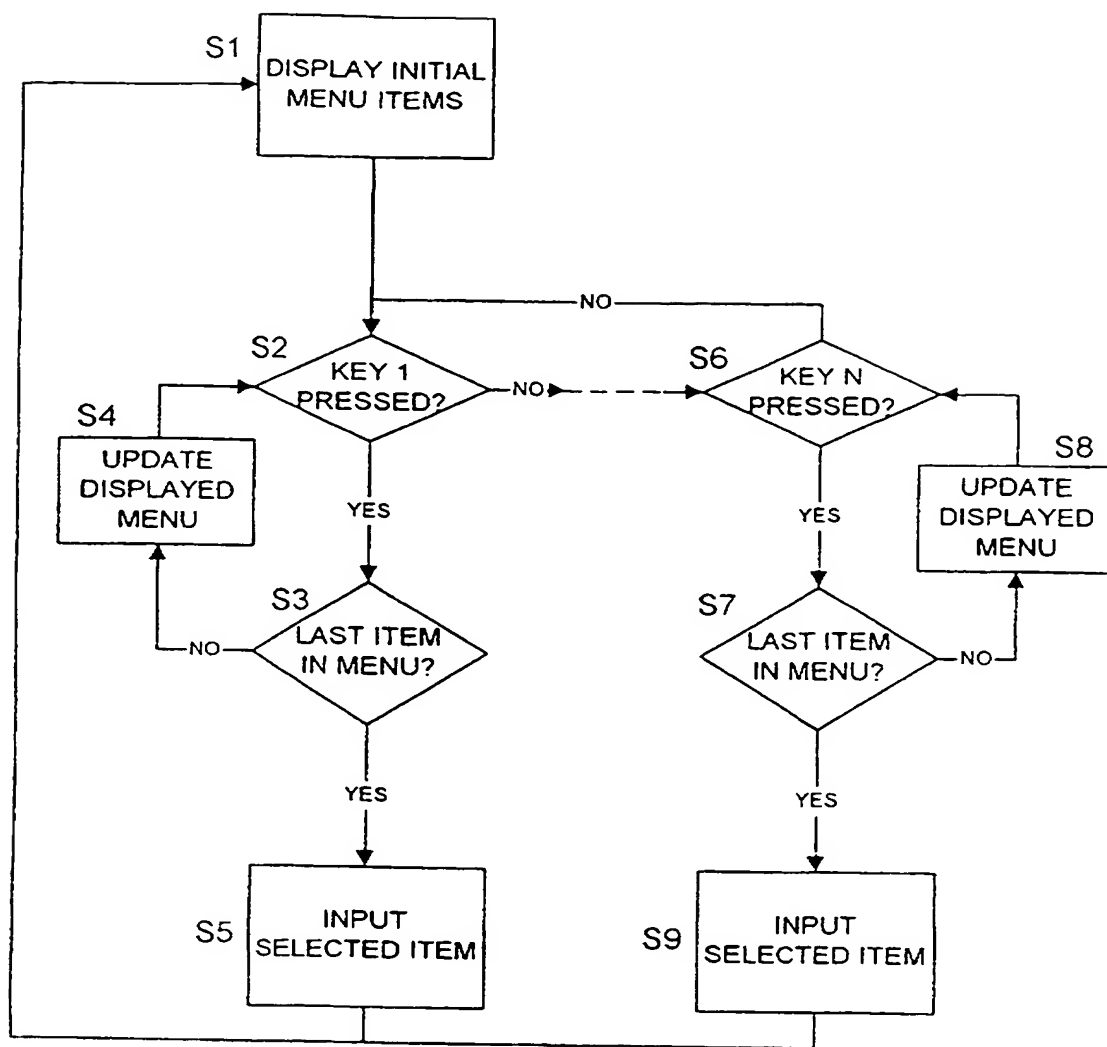 S1
DISPLAY INITIAL
MENU ITEMS
NO
S2
KEY 1
PRESSED?
NO
S6
KEY N
PRESSED?
S4
UPDATE
DISPLAYED
MENU
YES
YES
S8
UPDATE
DISPLAYED
MENU
S3
LAST ITEM
IN MENU?
NO
S7
LAST ITEM
IN MENU?
NO
YES
YES
S5
INPUT
SELECTED ITEM
S9
INPUT
SELECTED ITEM